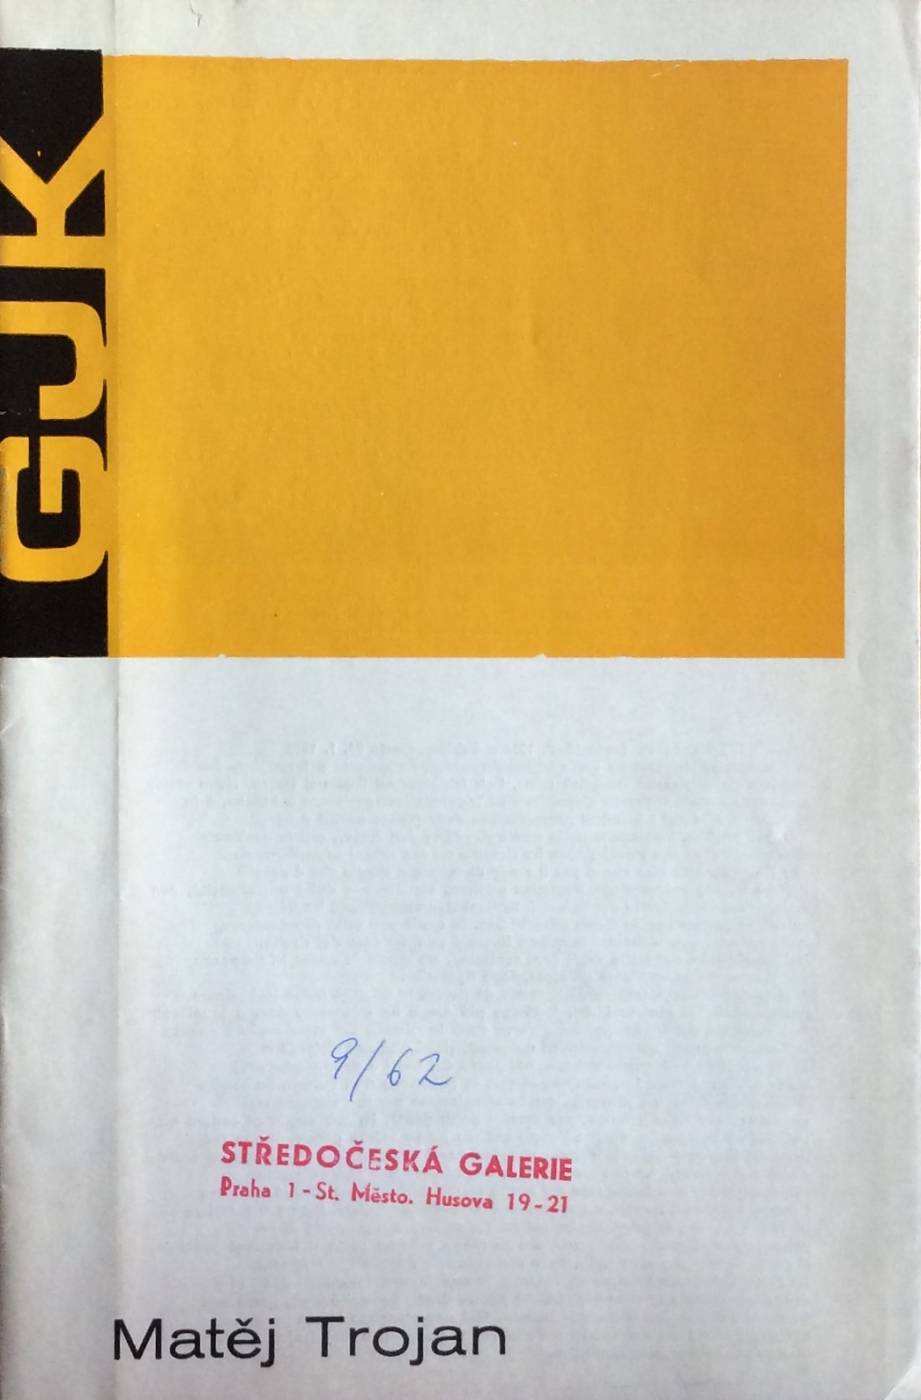 GJK
9/62
STŘEDOČESKÁ GALERIE
Praha 1 - St. Město. Husova 19-21
Matěj Trojan